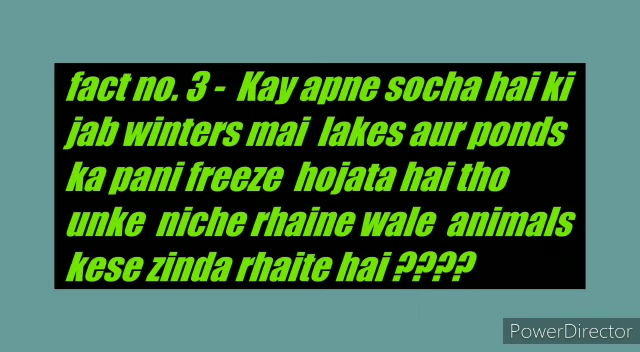 fact no. 3 - Kay apne socha hai ki
jab winters mai lakes aur ponds
ka pani freeze hojata hai tho
unke niche rhaine wale animals
kese zinda rhaite hai ????
PowerDirector